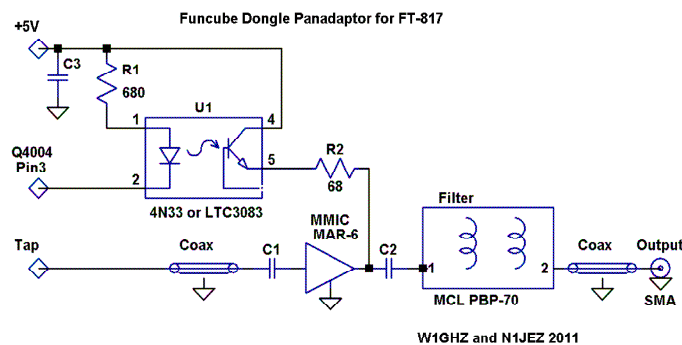 Funcube Dongle Panadaptor for FT-817
+5V
C3
R1
680
U1
1
4
Q4004
Pin3
2
5
R2
68
4N33 or LTC3083
MMIC
MAR-6
Filter
Tap
Coax
C1
C2
1
2
Coax
Output
MCL PBP-70
SMA
W1GHZ and N1JEZ 2011